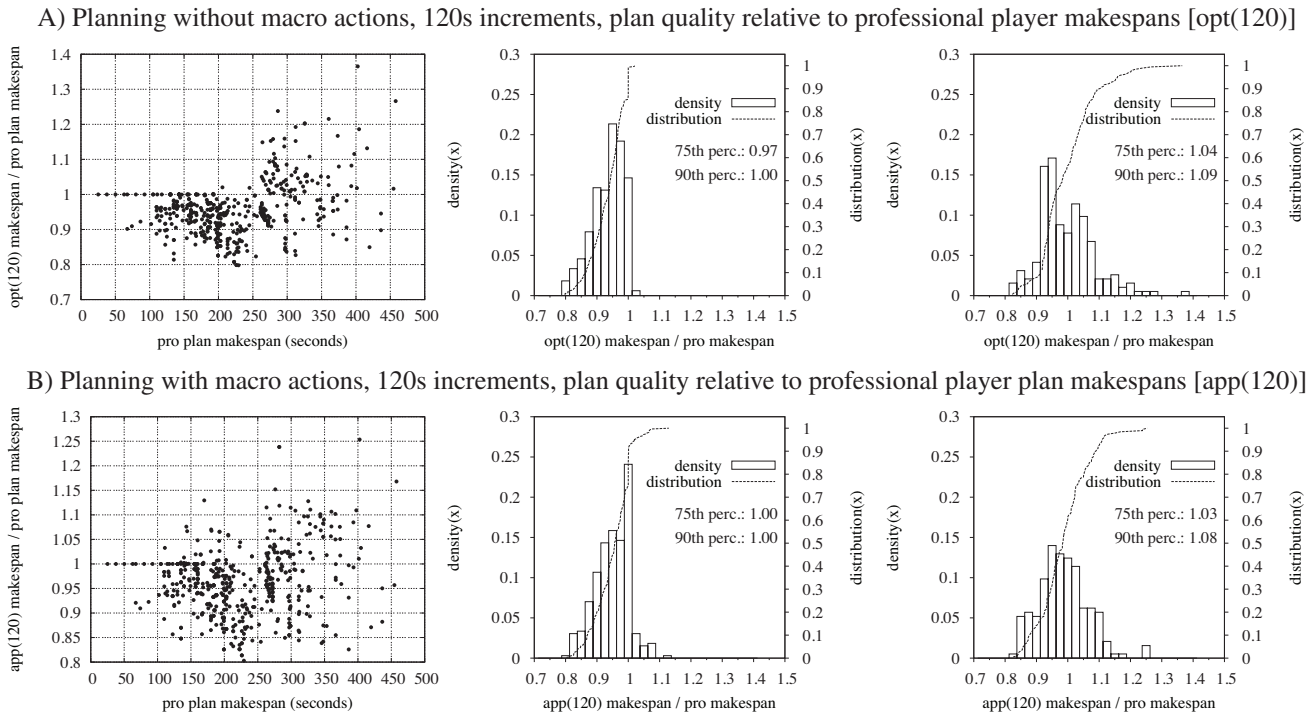 A) Planning without macro actions, 120s increments, plan quality relative to professional player makespans [opt(120)]
opt(120) makespan / pro plan makespan
1.4
1.3
1.2
1.1
1
0.9
0.8
0.7
0 50 100 150 200 250 300 350 400 450 500
pro plan makespan (seconds)
density(x)
0.3
0.25
0.2
0.15
0.1
0.05
0
0.7 0.8 0.9 1 1.1 1.2 1.3 1.4 1.5
opt(120) makespan / pro makespan
density
distribution
75th perc.: 0.97
90th perc.: 1.00
1
0.9
0.8
0.7
0.6
0.5
0.4
0.3
0.2
0.1
0
distribution(x)
density(x)
0.3
0.25
0.2
0.15
0.1
0.05
0
0.7 0.8 0.9 1 1.1 1.2 1.3 1.4 1.5
opt(120) makespan / pro makespan
density
distribution
75th perc.: 1.04
90th perc.: 1.09
1
0.9
0.8
0.7
0.6
0.5
0.4
0.3
0.2
0.1
0
distribution(x)
B) Planning with macro actions, 120s increments, plan quality relative to professional player plan makespans [app(120)]
app(120) makespan / pro plan makespan
1.3
1.25
1.2
1.15
1.1
1.05
1
0.95
0.9
0.85
0.8
0 50 100 150 200 250 300 350 400 450 500
pro plan makespan (seconds)
density(x)
0.3
0.25
0.2
0.15
0.1
0.05
0
0.7 0.8 0.9 1 1.1 1.2 1.3 1.4 1.5
app(120) makespan / pro makespan
density
distribution
75th perc.: 1.00
90th perc.: 1.00
1
0.9
0.8
0.7
0.6
0.5
0.4
0.3
0.2
0.1
0
distribution(x)
density(x)
0.3
0.25
0.2
0.15
0.1
0.05
0
0.7 0.8 0.9 1 1.1 1.2 1.3 1.4 1.5
app(120) makespan / pro makespan
density
distribution
75th perc.: 1.03
90th perc.: 1.08
1
0.9
0.8
0.7
0.6
0.5
0.4
0.3
0.2
0.1
0
distribution(x)